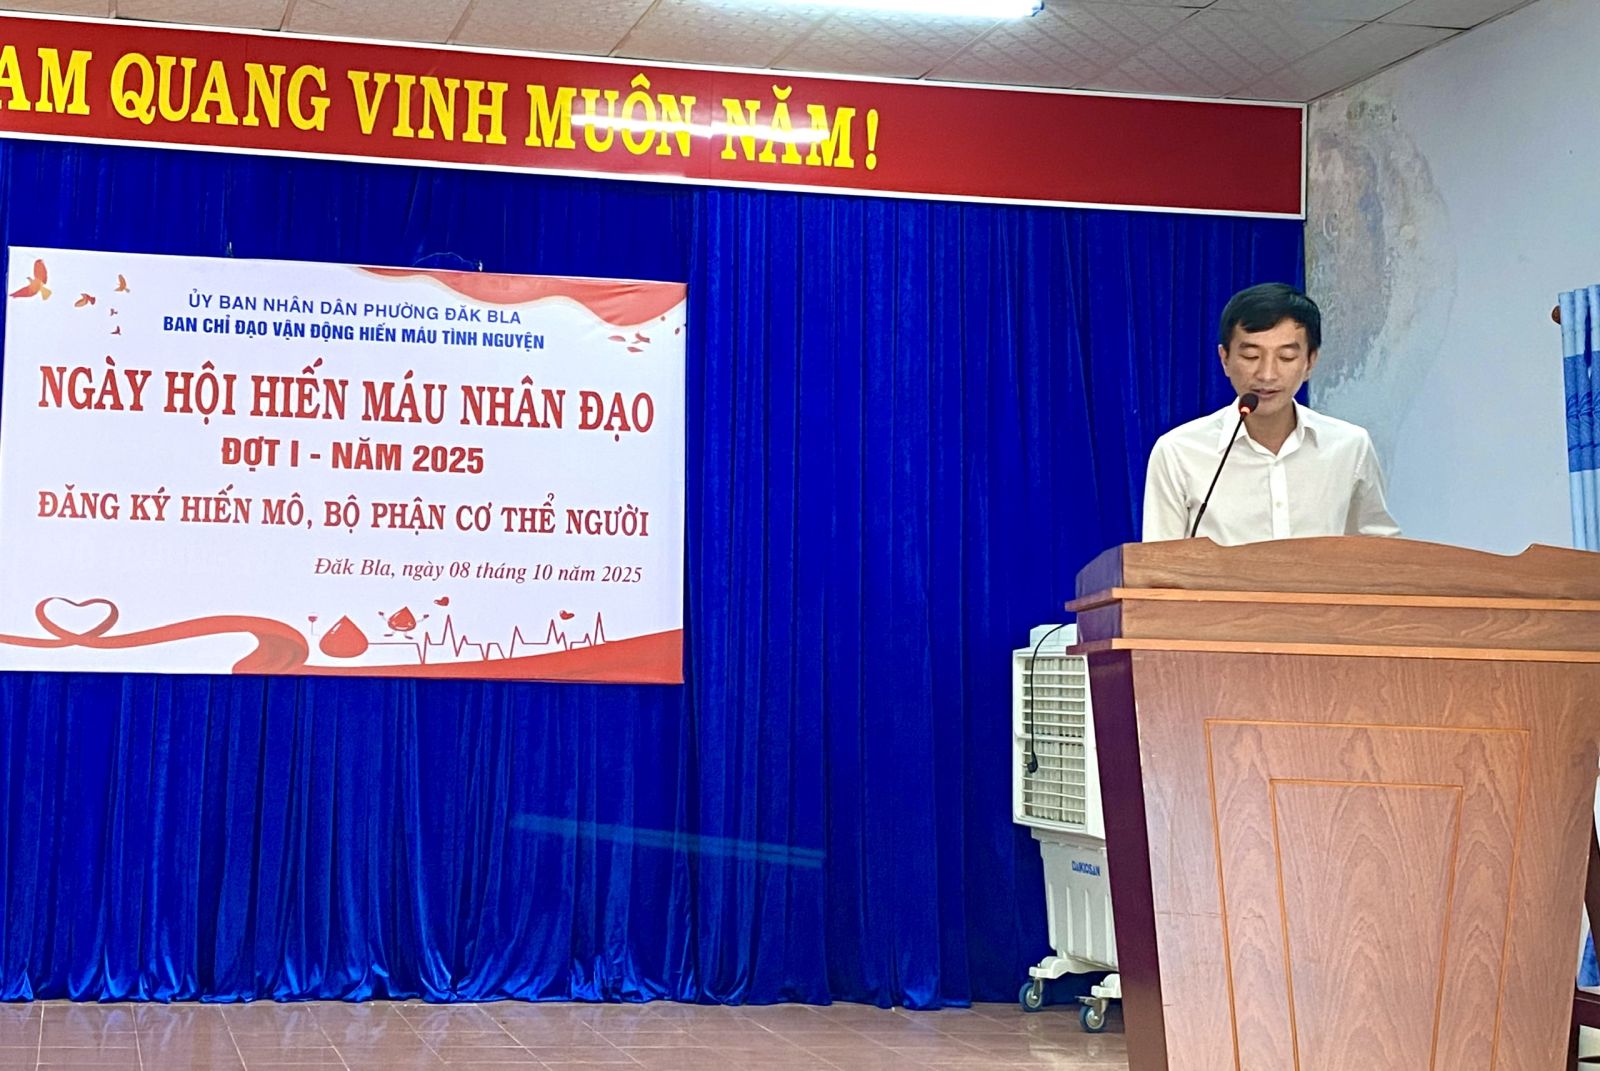 AM QUANG VINH MUÔN NĂM!
ỦY BAN NHÂN DÂN PHƯỜNG ĐĂK BLA
BAN CHỈ ĐẠO VẬN ĐỘNG HIẾN MÁU TÌNH NGUYỆN
NGÀY HỘI HIẾN MÁU NHÂN ĐẠO
ĐỢT I - NĂM 2025
ĐĂNG KÝ HIẾN MÔ, BỘ PHẬN CƠ THỂ NGƯỜI
Đăk Bla, ngày 08 tháng 10 năm 2025
DAIKIOSAN